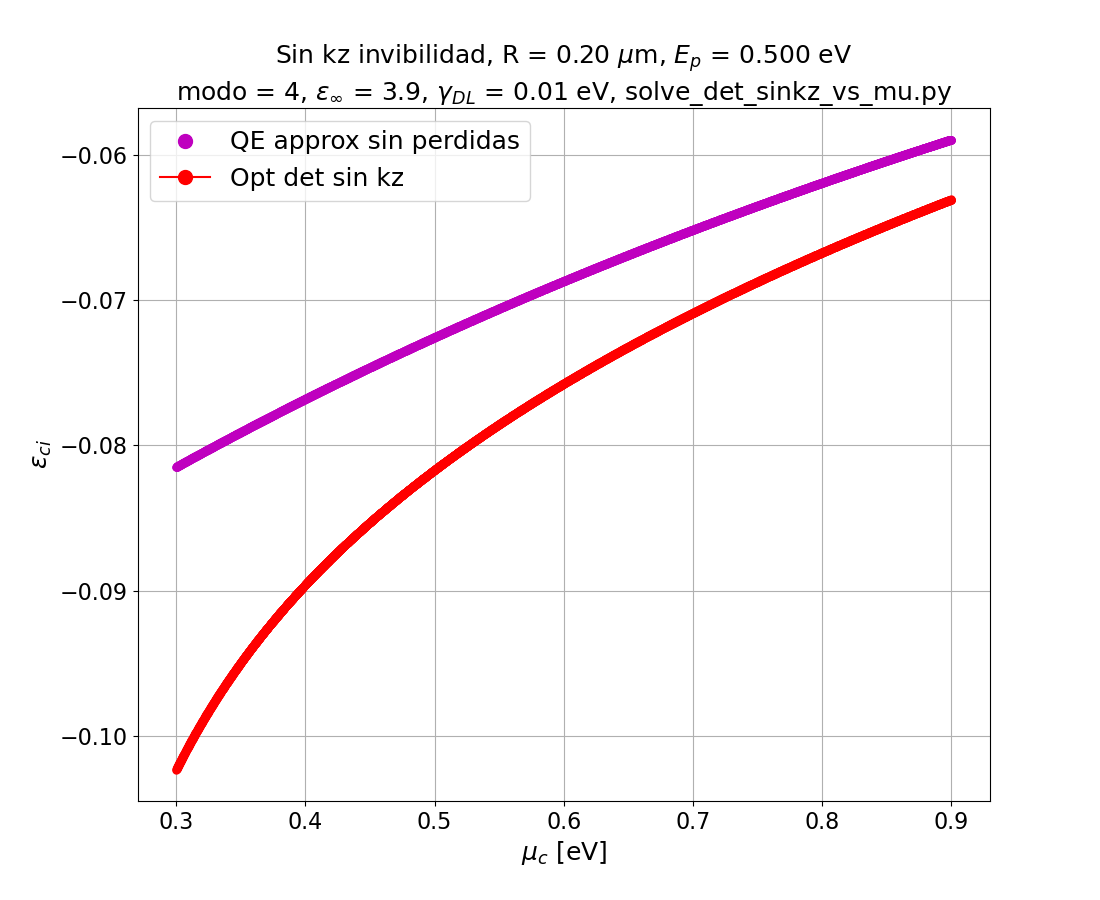 Sin kz invibilidad, R = 0.20 μm, E_p = 0.500 eV
modo = 4, ε_∞ = 3.9, γ_DL = 0.01 eV, solve_det_sinkz_vs_mu.py
QE approx sin perdidas
Opt det sin kz
−0.06
−0.07
−0.08
−0.09
−0.10
ε_ci
0.3 0.4 0.5 0.6 0.7 0.8 0.9
μ_c [eV]